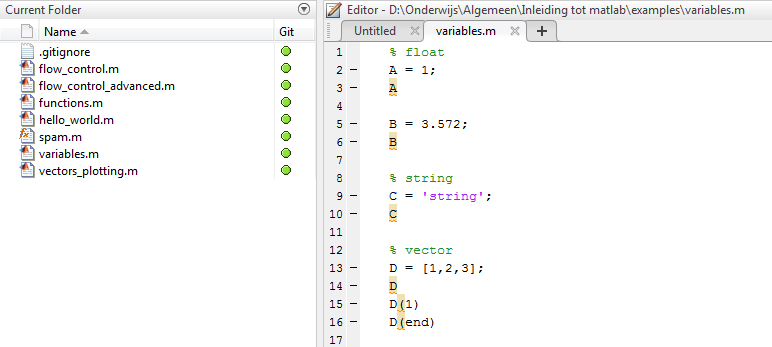 Current Folder
Name Git
.gitignore
flow_control.m
flow_control_advanced.m
functions.m
hello_world.m
spam.m
variables.m
vectors_plotting.m
Editor - D:\Onderwijs\Algemeen\Inleiding tot matlab\examples\variables.m
Untitled variables.m
1 % float
2 – A = 1;
3 – A
4
5 – B = 3.572;
6 – B
7
8 % string
9 – C = 'string';
10 – C
11
12 % vector
13 – D = [1,2,3];
14 – D
15 – D(1)
16 – D(end)
17